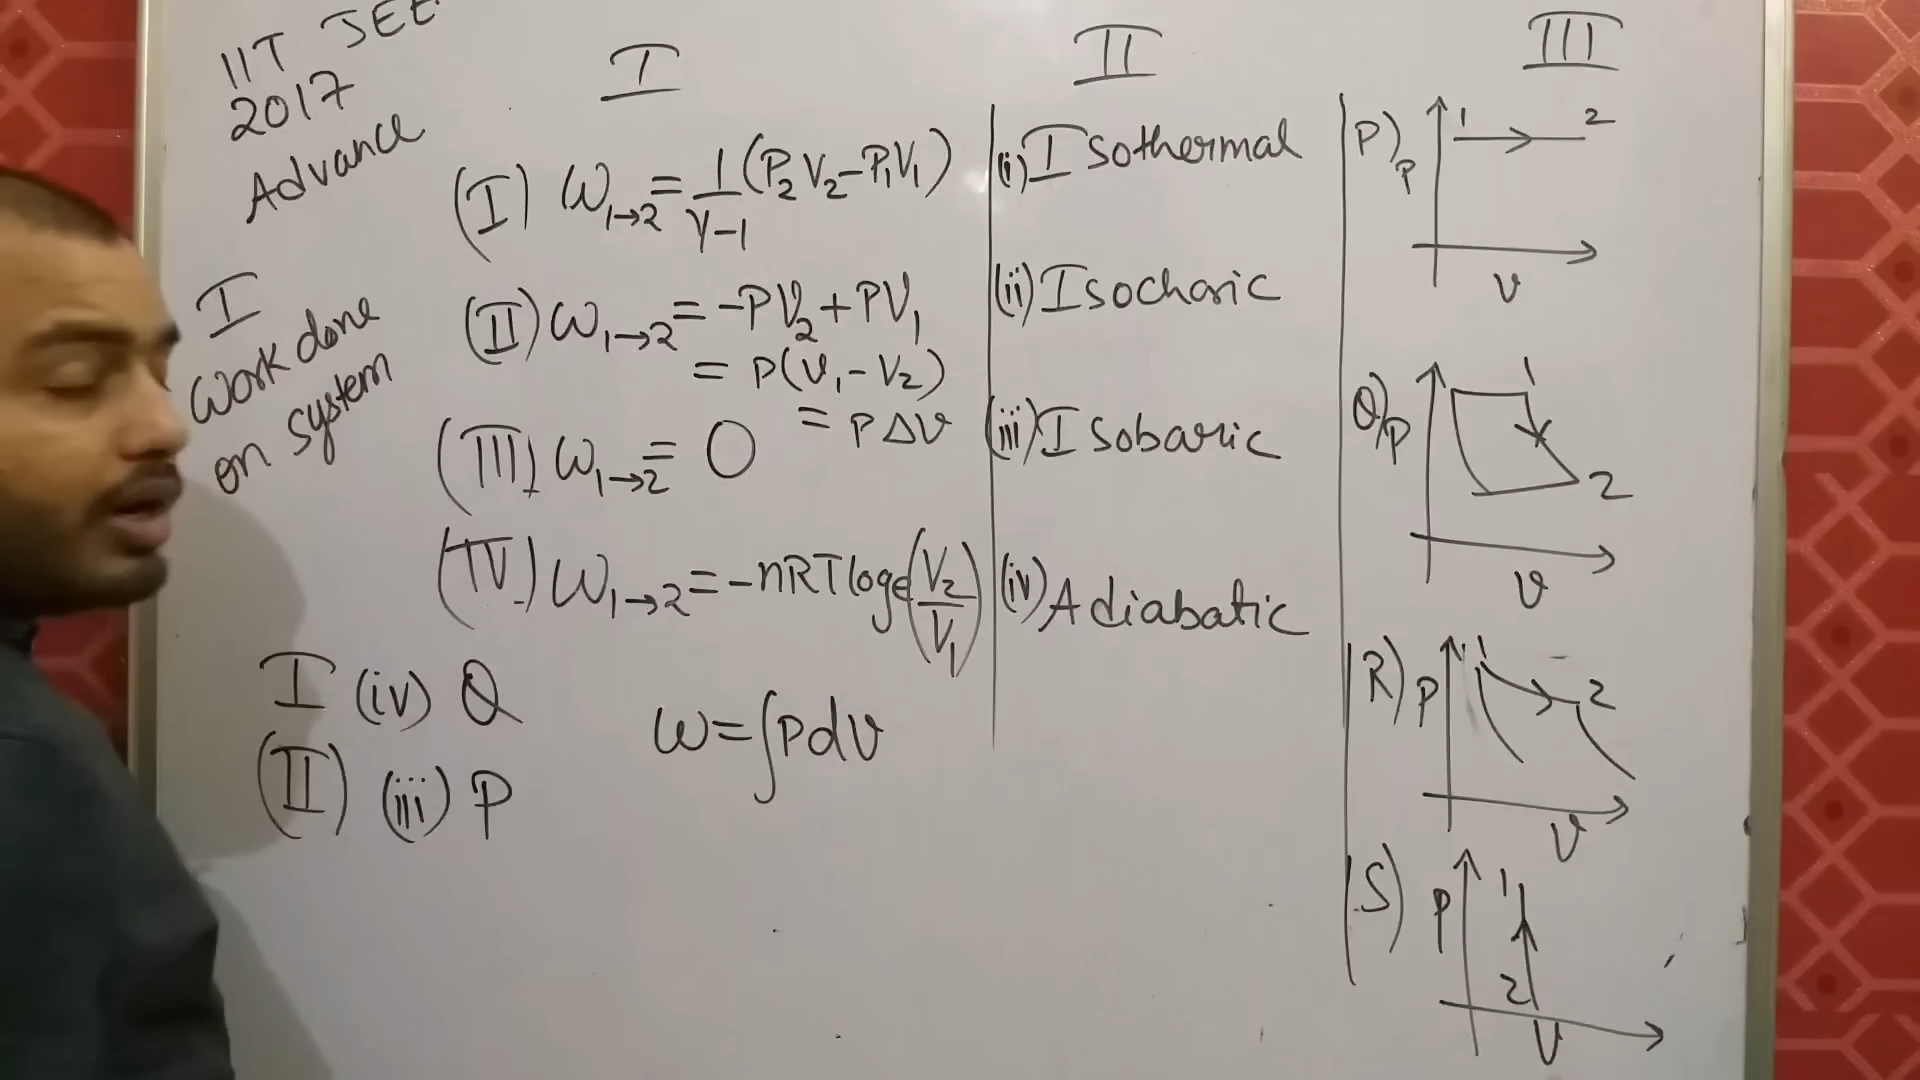 IIT JEE
2017
Advance
I
Work done
on system
I
(I) W1→2 = 1/γ-1 (P2V2-P1V1)
(II) W1→2 = -PV2+PV1
= P(V1-V2)
= PΔV
(III) W1→2 = 0
(IV) W1→2 = -nRT loge(V2/V1)
I (iv) Q
(II) (iii) P
W=∫PdV
II
(i) Isothermal
(ii) Isochoric
(iii) Isobaric
(iv) Adiabatic
III
P) P 1 2
V
Q) P 1
2
V
R) P 1 2
V
S) P 1
2
V